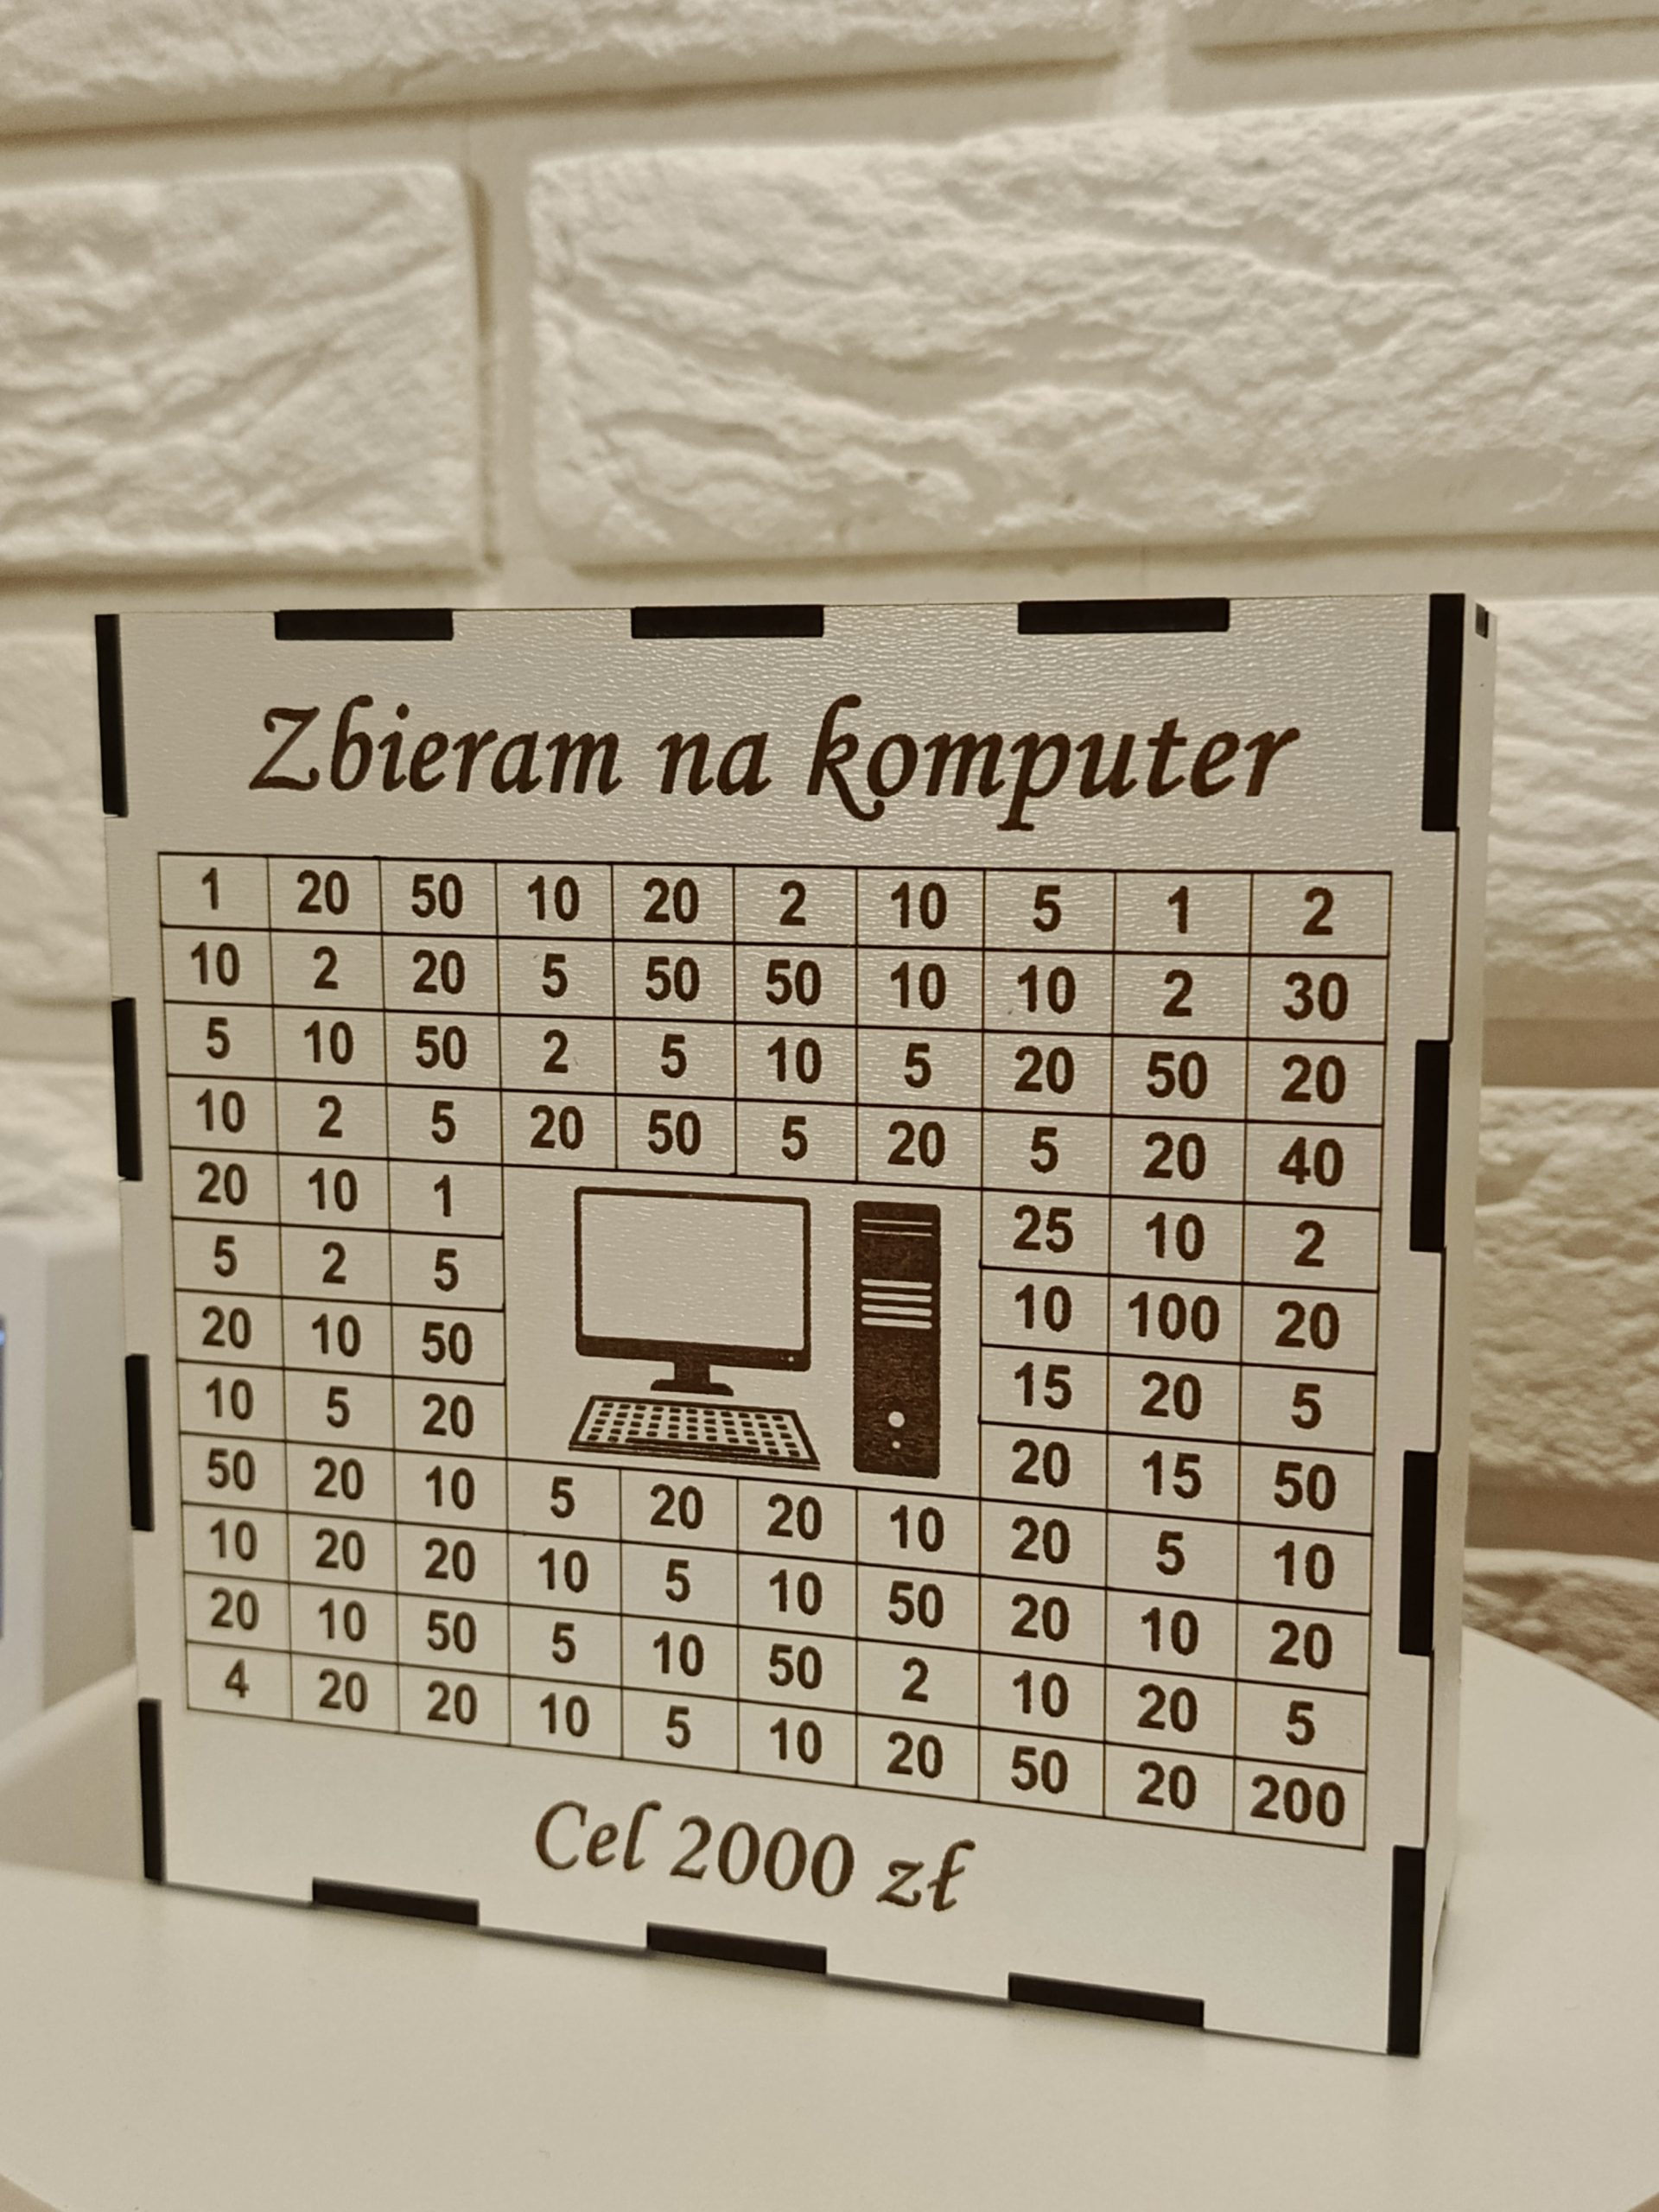 Zbieram na komputer
1 20 50 10 20 2 10 5 1 2
10 2 20 5 50 50 10 10 2 30
5 10 50 2 5 10 5 20 50 20
10 2 5 20 50 5 20 5 20 40
20 10 1 25 10 2
5 2 5 10 100 20
20 10 50 15 20 5
10 5 20 20 15 50
50 20 10 5 20 20 10 20 5 10
10 20 20 10 5 10 50 20 10 20
20 10 50 5 10 50 2 10 20 5
4 20 20 10 5 10 20 50 20 200
Cel 2000 zł